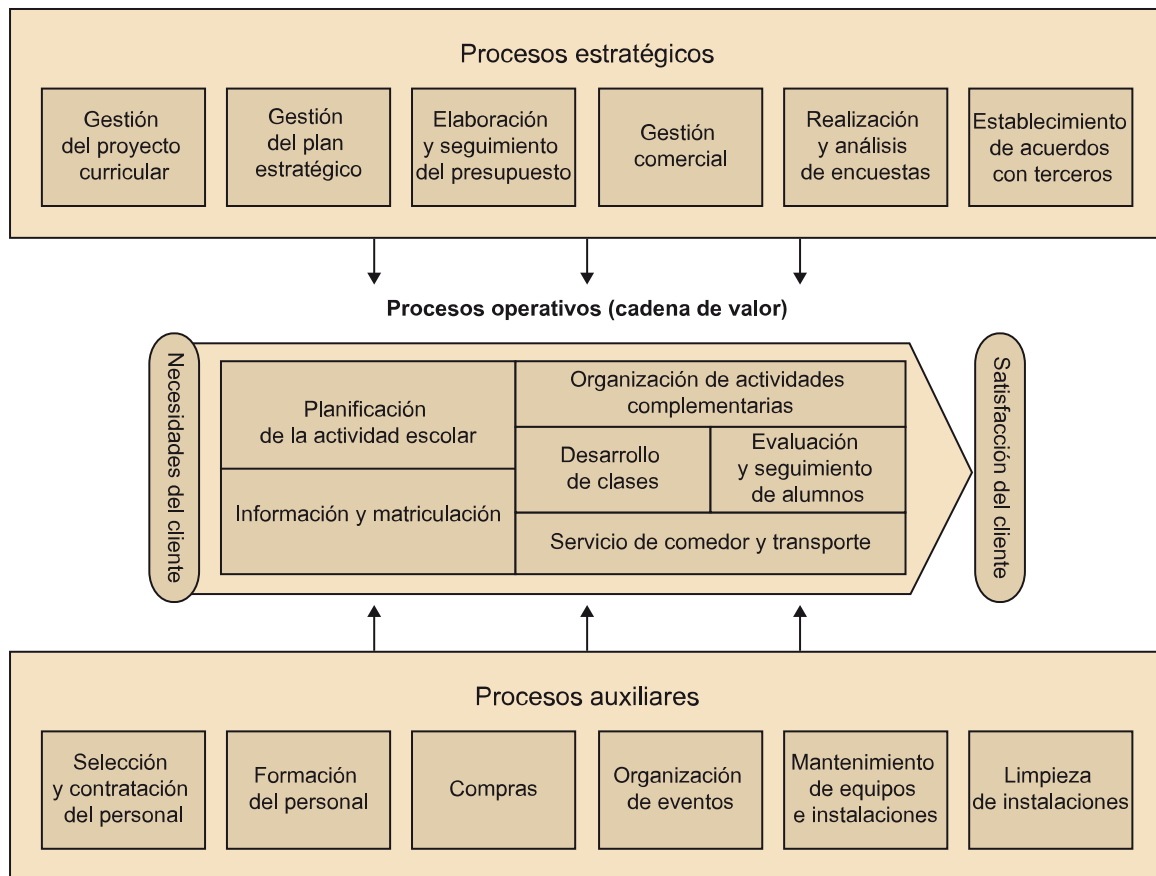 Procesos estratégicos
Gestión
del proyecto
curricular
Gestión
del plan
estratégico
Elaboración
y seguimiento
del presupuesto
Gestión
comercial
Realización
y análisis
de encuestas
Establecimiento
de acuerdos
con terceros
Procesos operativos (cadena de valor)
Necesidades del cliente
Planificación
de la actividad escolar
Información y matriculación
Organización de actividades
complementarias
Desarrollo
de clases
Evaluación
y seguimiento
de alumnos
Servicio de comedor y transporte
Satisfacción del cliente
Procesos auxiliares
Selección
y contratación
del personal
Formación
del personal
Compras
Organización
de eventos
Mantenimiento
de equipos
e instalaciones
Limpieza
de instalaciones